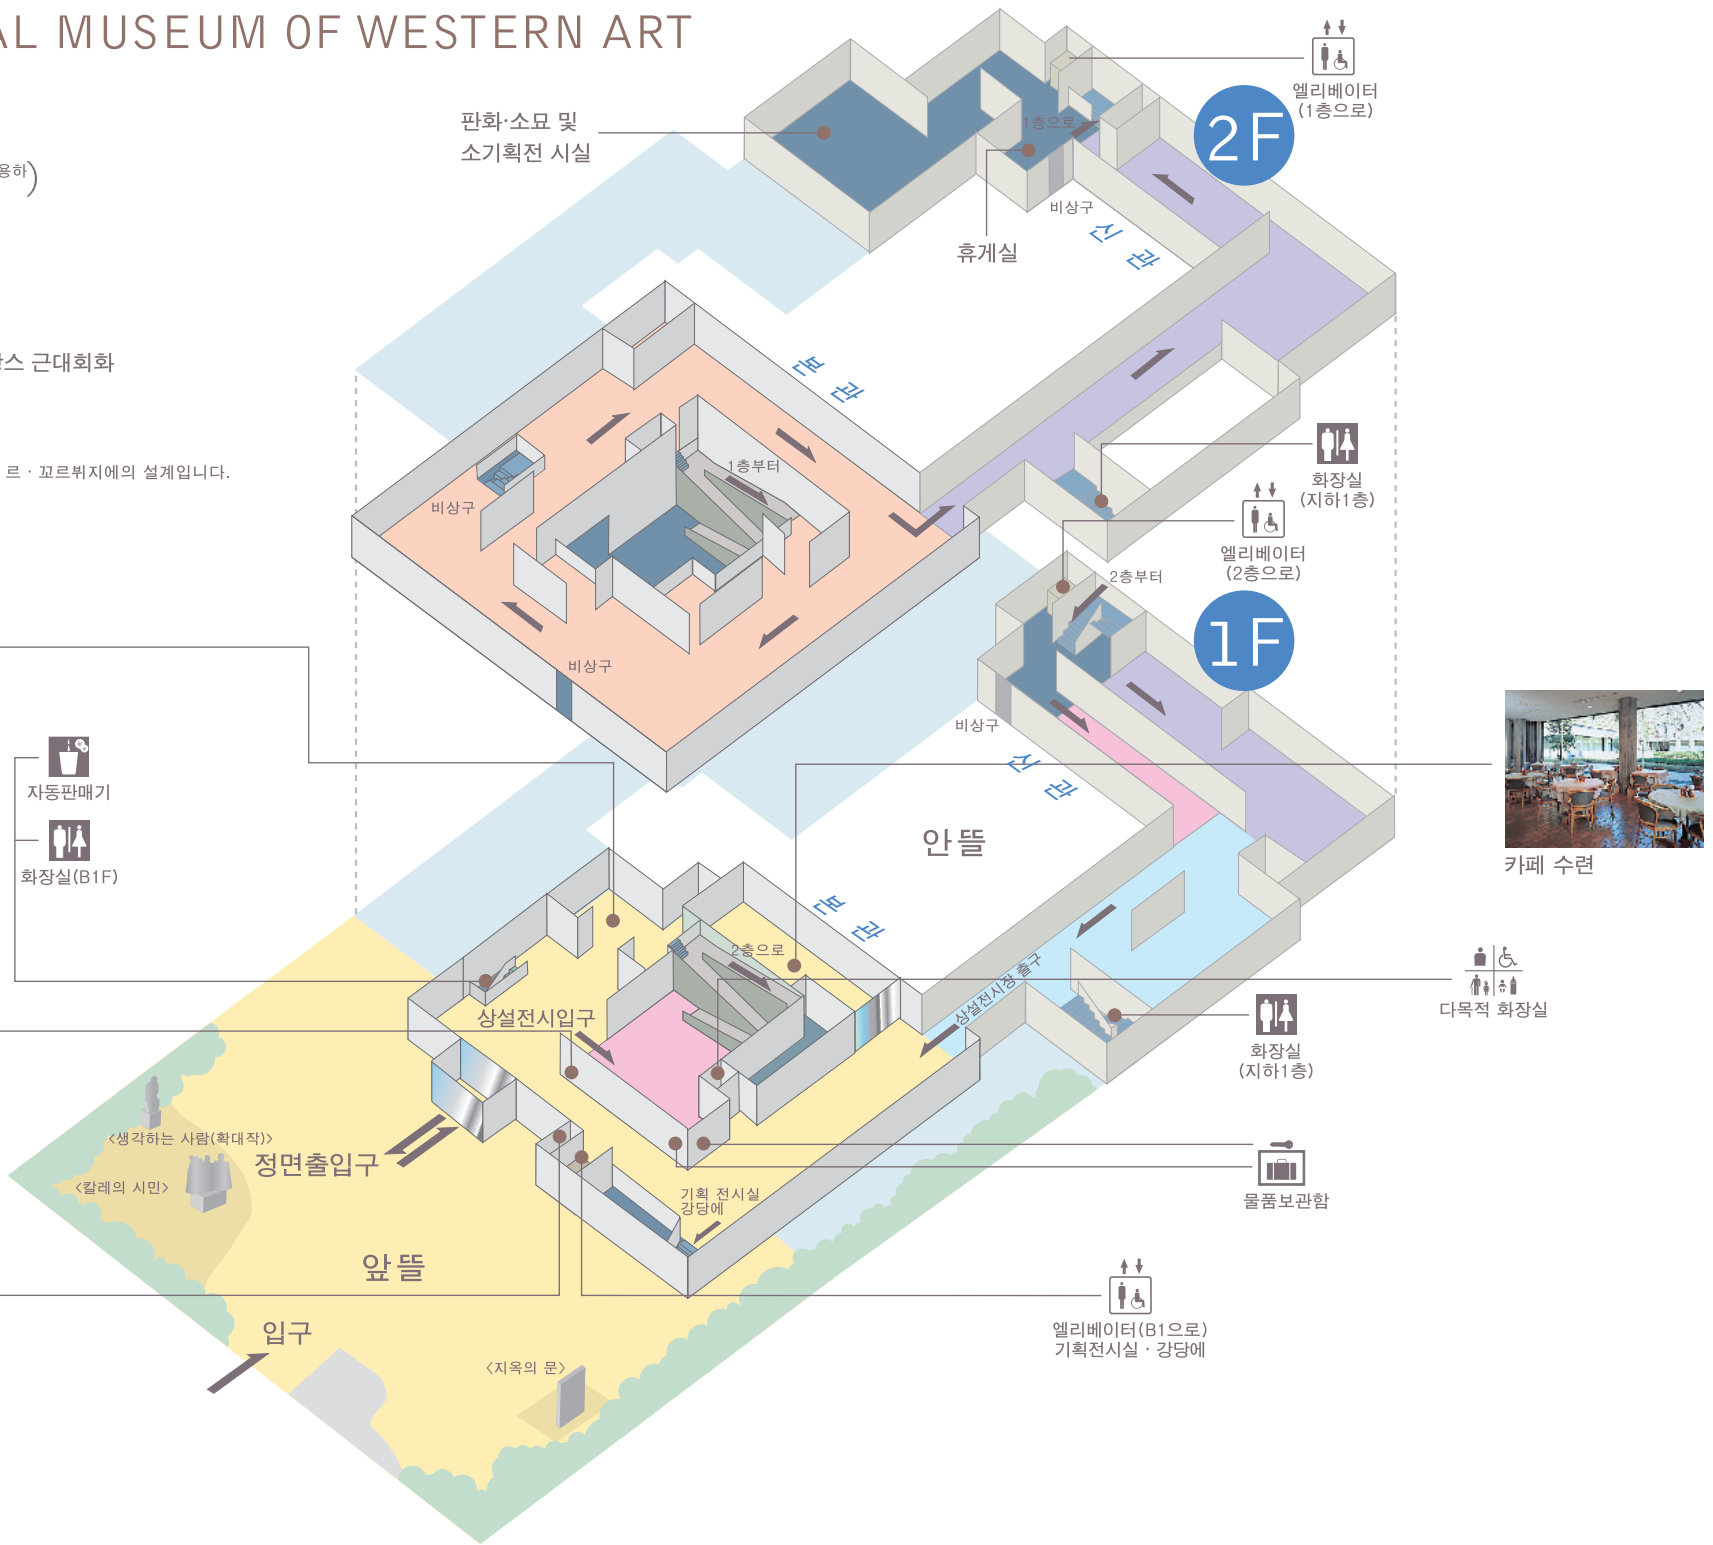 AL MUSEUM OF WESTERN ART
엘리베이터
(1층으로)
2F
판화·소묘 및
소기획전 시실
1층으로
용하)
비상구
신관
휴게실
스 근대회화
본관
화장실
(지하1층)
1층부터
르 · 꼬르뷔지에의 설계입니다.
비상구
엘리베이터
(2층으로)
2층부터
1F
비상구
비상구
신관
자동판매기
안뜰
카페 수련
화장실(B1F)
본관
2층으로
상설전시장 출구
상설전시입구
다목적 화장실
화장실
(지하1층)
<생각하는 사람(확대작)>
정면출입구
<칼레의 시민>
기획 전시실
강당에
물품보관함
앞뜰
입구
엘리베이터(B1으로)
기획전시실 · 강당에
<지옥의 문>